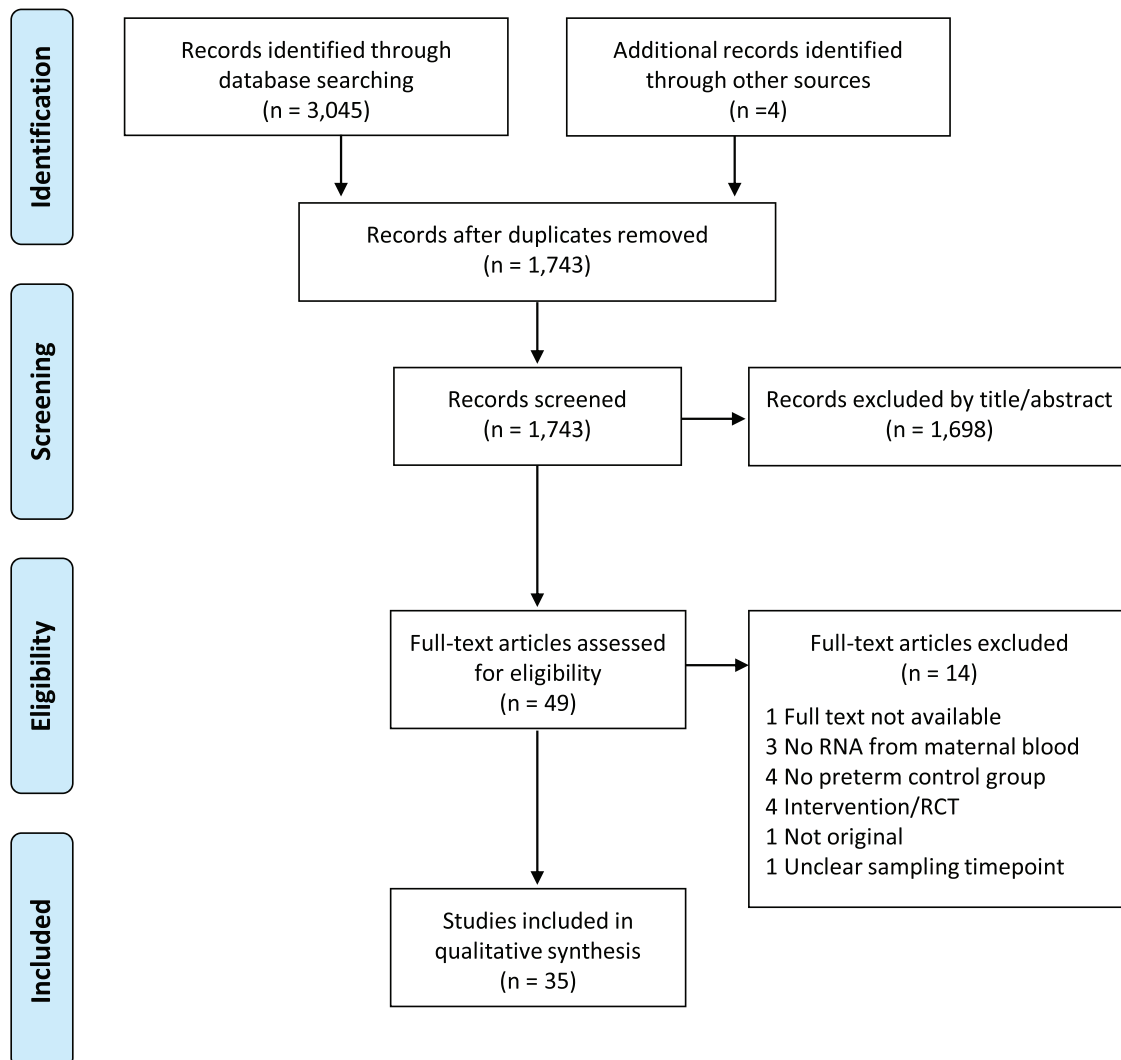 Identification
Records identified through
database searching
(n = 3,045)
Additional records identified
through other sources
(n =4)
Records after duplicates removed
(n = 1,743)
Screening
Records screened
(n = 1,743)
Records excluded by title/abstract
(n = 1,698)
Eligibility
Full-text articles assessed
for eligibility
(n = 49)
Full-text articles excluded
(n = 14)
1 Full text not available
3 No RNA from maternal blood
4 No preterm control group
4 Intervention/RCT
1 Not original
1 Unclear sampling timepoint
Included
Studies included in
qualitative synthesis
(n = 35)